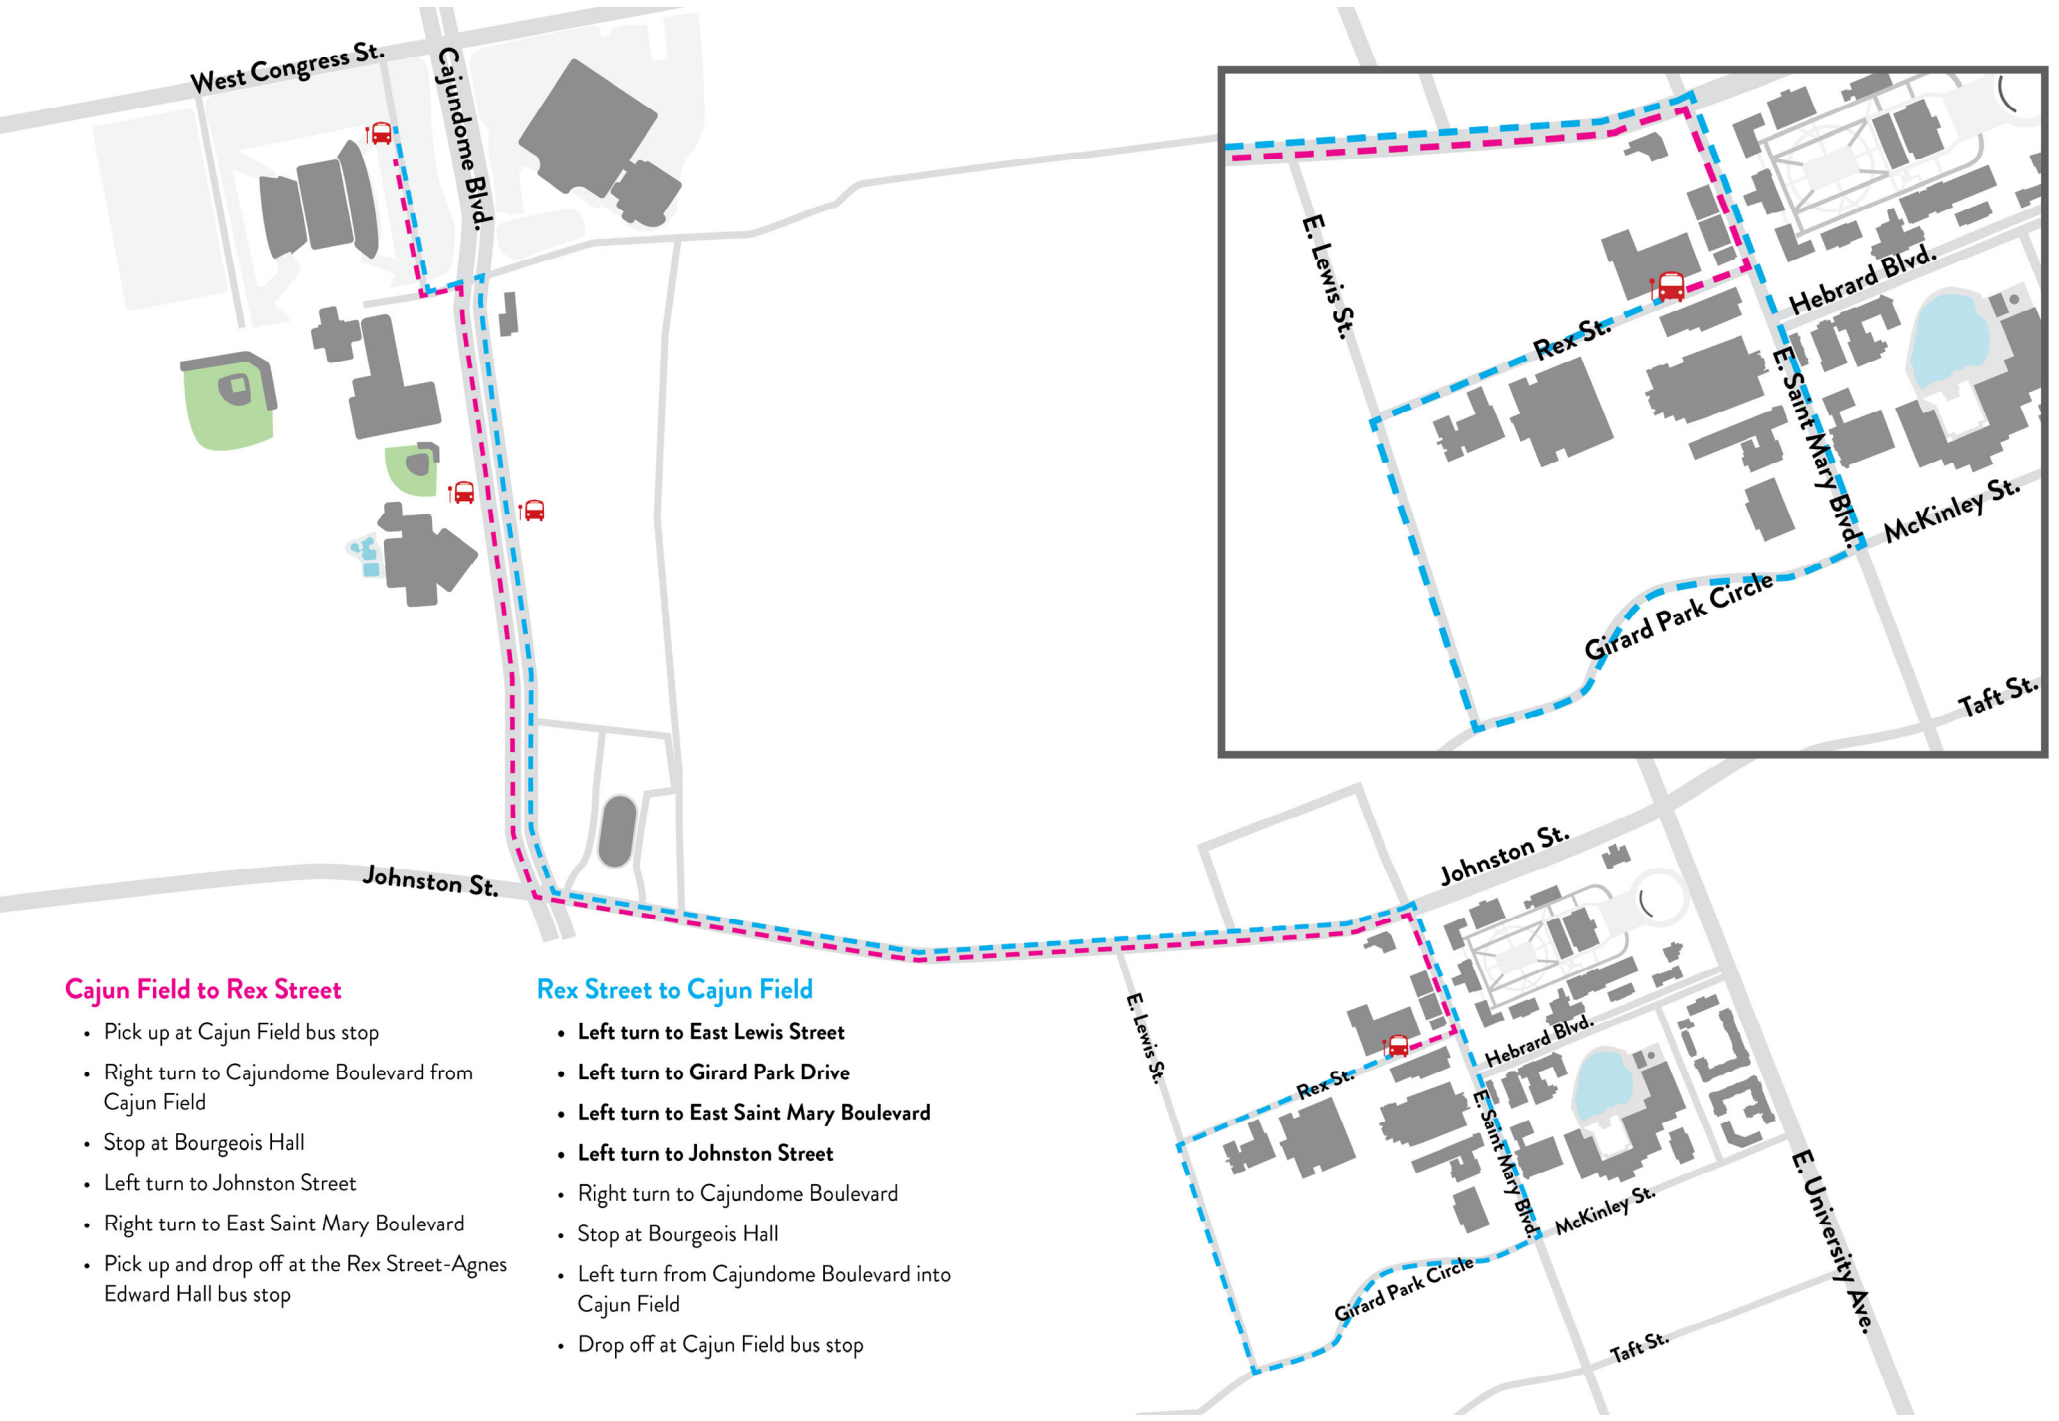 West Congress St.
Cajundome Blvd.
E. Lewis St.
Rex St.
Hebrard Blvd.
E. Saint Mary Blvd.
McKinley St.
Girard Park Circle
Taft St.
Johnston St.
Johnston St.
E. Lewis St.
Rex St.
Hebrard Blvd.
E. Saint Mary Blvd.
McKinley St.
Girard Park Circle
E. University Ave.
Taft St.
Cajun Field to Rex Street
• Pick up at Cajun Field bus stop
• Right turn to Cajundome Boulevard from
Cajun Field
• Stop at Bourgeois Hall
• Left turn to Johnston Street
• Right turn to East Saint Mary Boulevard
• Pick up and drop off at the Rex Street-Agnes
Edward Hall bus stop
Rex Street to Cajun Field
• Left turn to East Lewis Street
• Left turn to Girard Park Drive
• Left turn to East Saint Mary Boulevard
• Left turn to Johnston Street
• Right turn to Cajundome Boulevard
• Stop at Bourgeois Hall
• Left turn from Cajundome Boulevard into
Cajun Field
• Drop off at Cajun Field bus stop